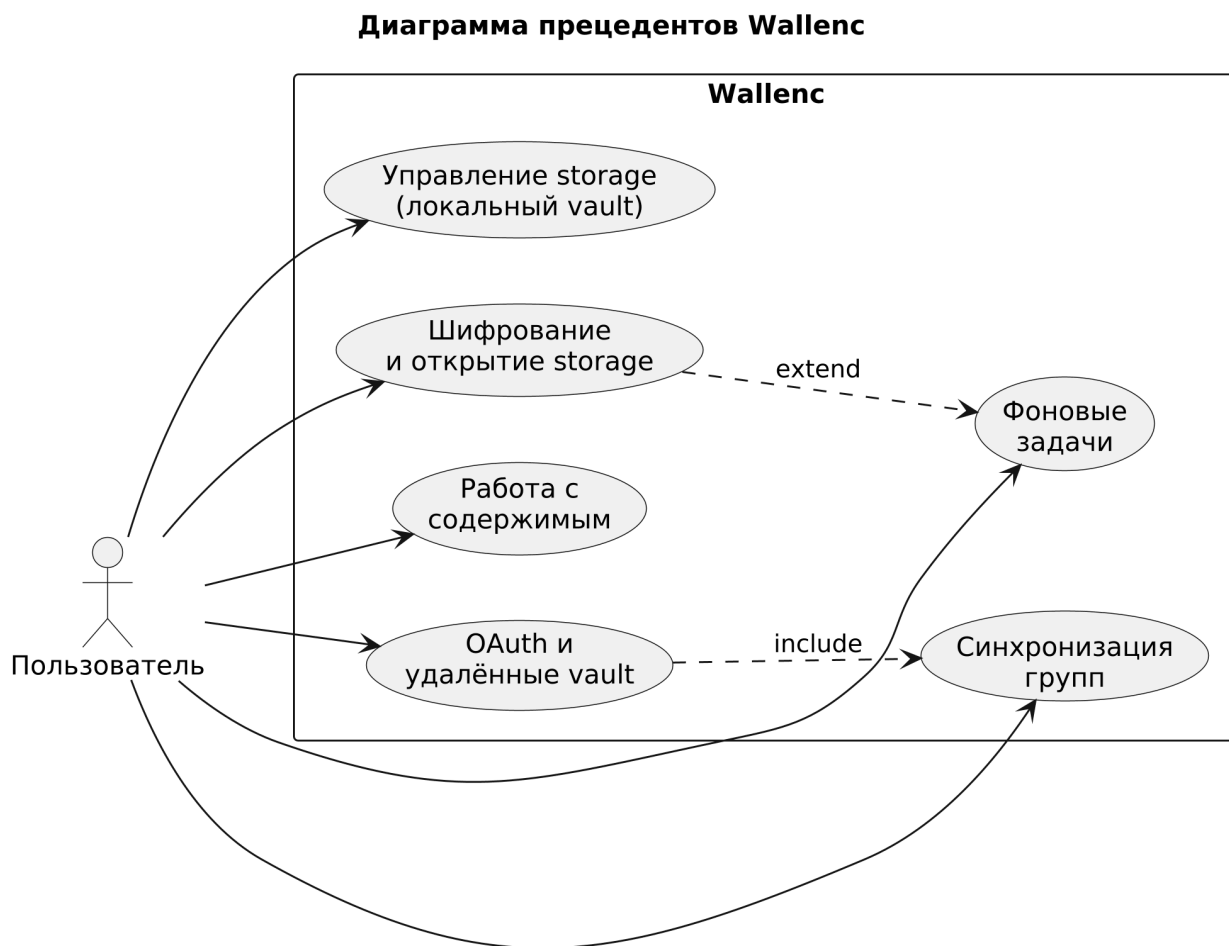 Диаграмма прецедентов Wallenc
Wallenc
Управление storage
(локальный vault)
Шифрование
и открытие storage
extend
Фоновые
задачи
Работа с
содержимым
OAuth и
удалённые vault
include
Синхронизация
групп
Пользователь